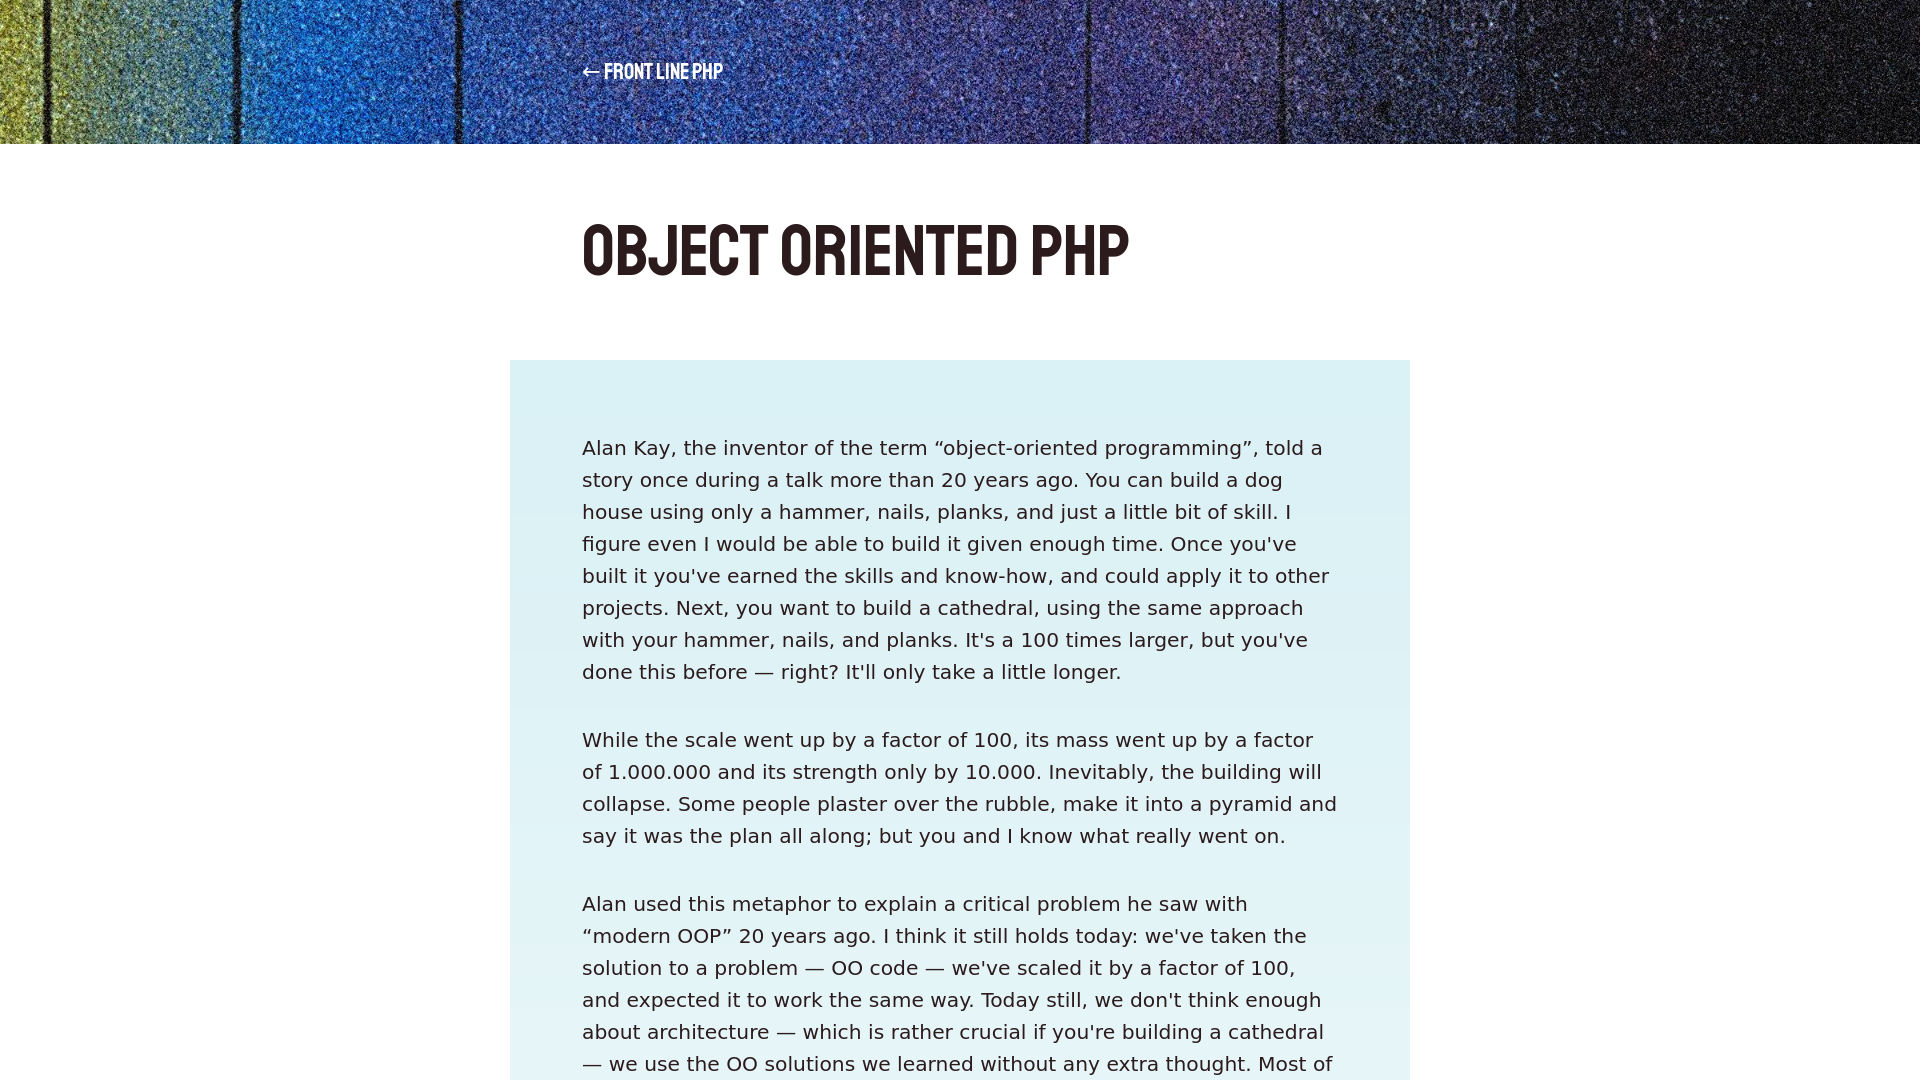 ← FRONT LINE PHP
OBJECT ORIENTED PHP
Alan Kay, the inventor of the term “object-oriented programming”, told a
story once during a talk more than 20 years ago. You can build a dog
house using only a hammer, nails, planks, and just a little bit of skill. I
figure even I would be able to build it given enough time. Once you've
built it you've earned the skills and know-how, and could apply it to other
projects. Next, you want to build a cathedral, using the same approach
with your hammer, nails, and planks. It's a 100 times larger, but you've
done this before — right? It'll only take a little longer.
While the scale went up by a factor of 100, its mass went up by a factor
of 1.000.000 and its strength only by 10.000. Inevitably, the building will
collapse. Some people plaster over the rubble, make it into a pyramid and
say it was the plan all along; but you and I know what really went on.
Alan used this metaphor to explain a critical problem he saw with
“modern OOP” 20 years ago. I think it still holds today: we've taken the
solution to a problem — OO code — we've scaled it by a factor of 100,
and expected it to work the same way. Today still, we don't think enough
about architecture — which is rather crucial if you're building a cathedral
— we use the OO solutions we learned without any extra thought. Most of